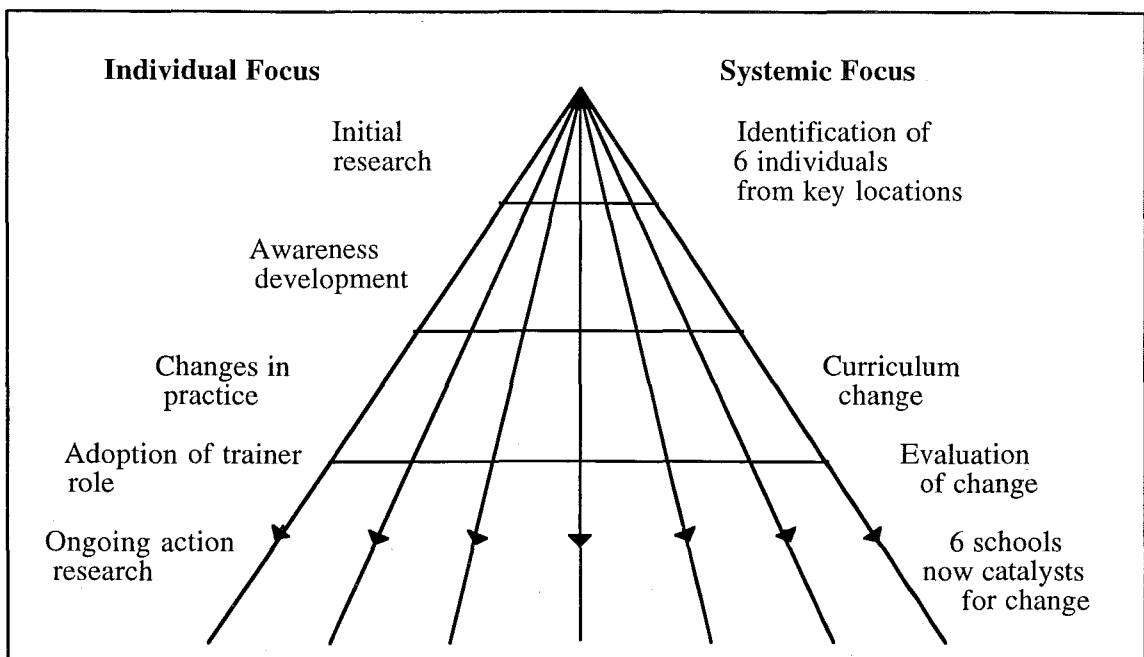 Individual Focus
Systemic Focus
Initial
research
Identification of
6 individuals
from key locations
Awareness
development
Changes in
practice
Curriculum
change
Adoption of trainer
role
Evaluation
of change
Ongoing action
research
6 schools
now catalysts
for change